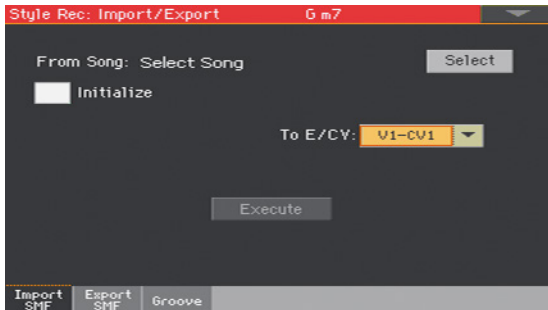 Style Rec: Import/Export G m7
From Song: Select Song Select
Initialize
To E/CV: V1-CV1
Execute
Import Export Groove
SMF SMF